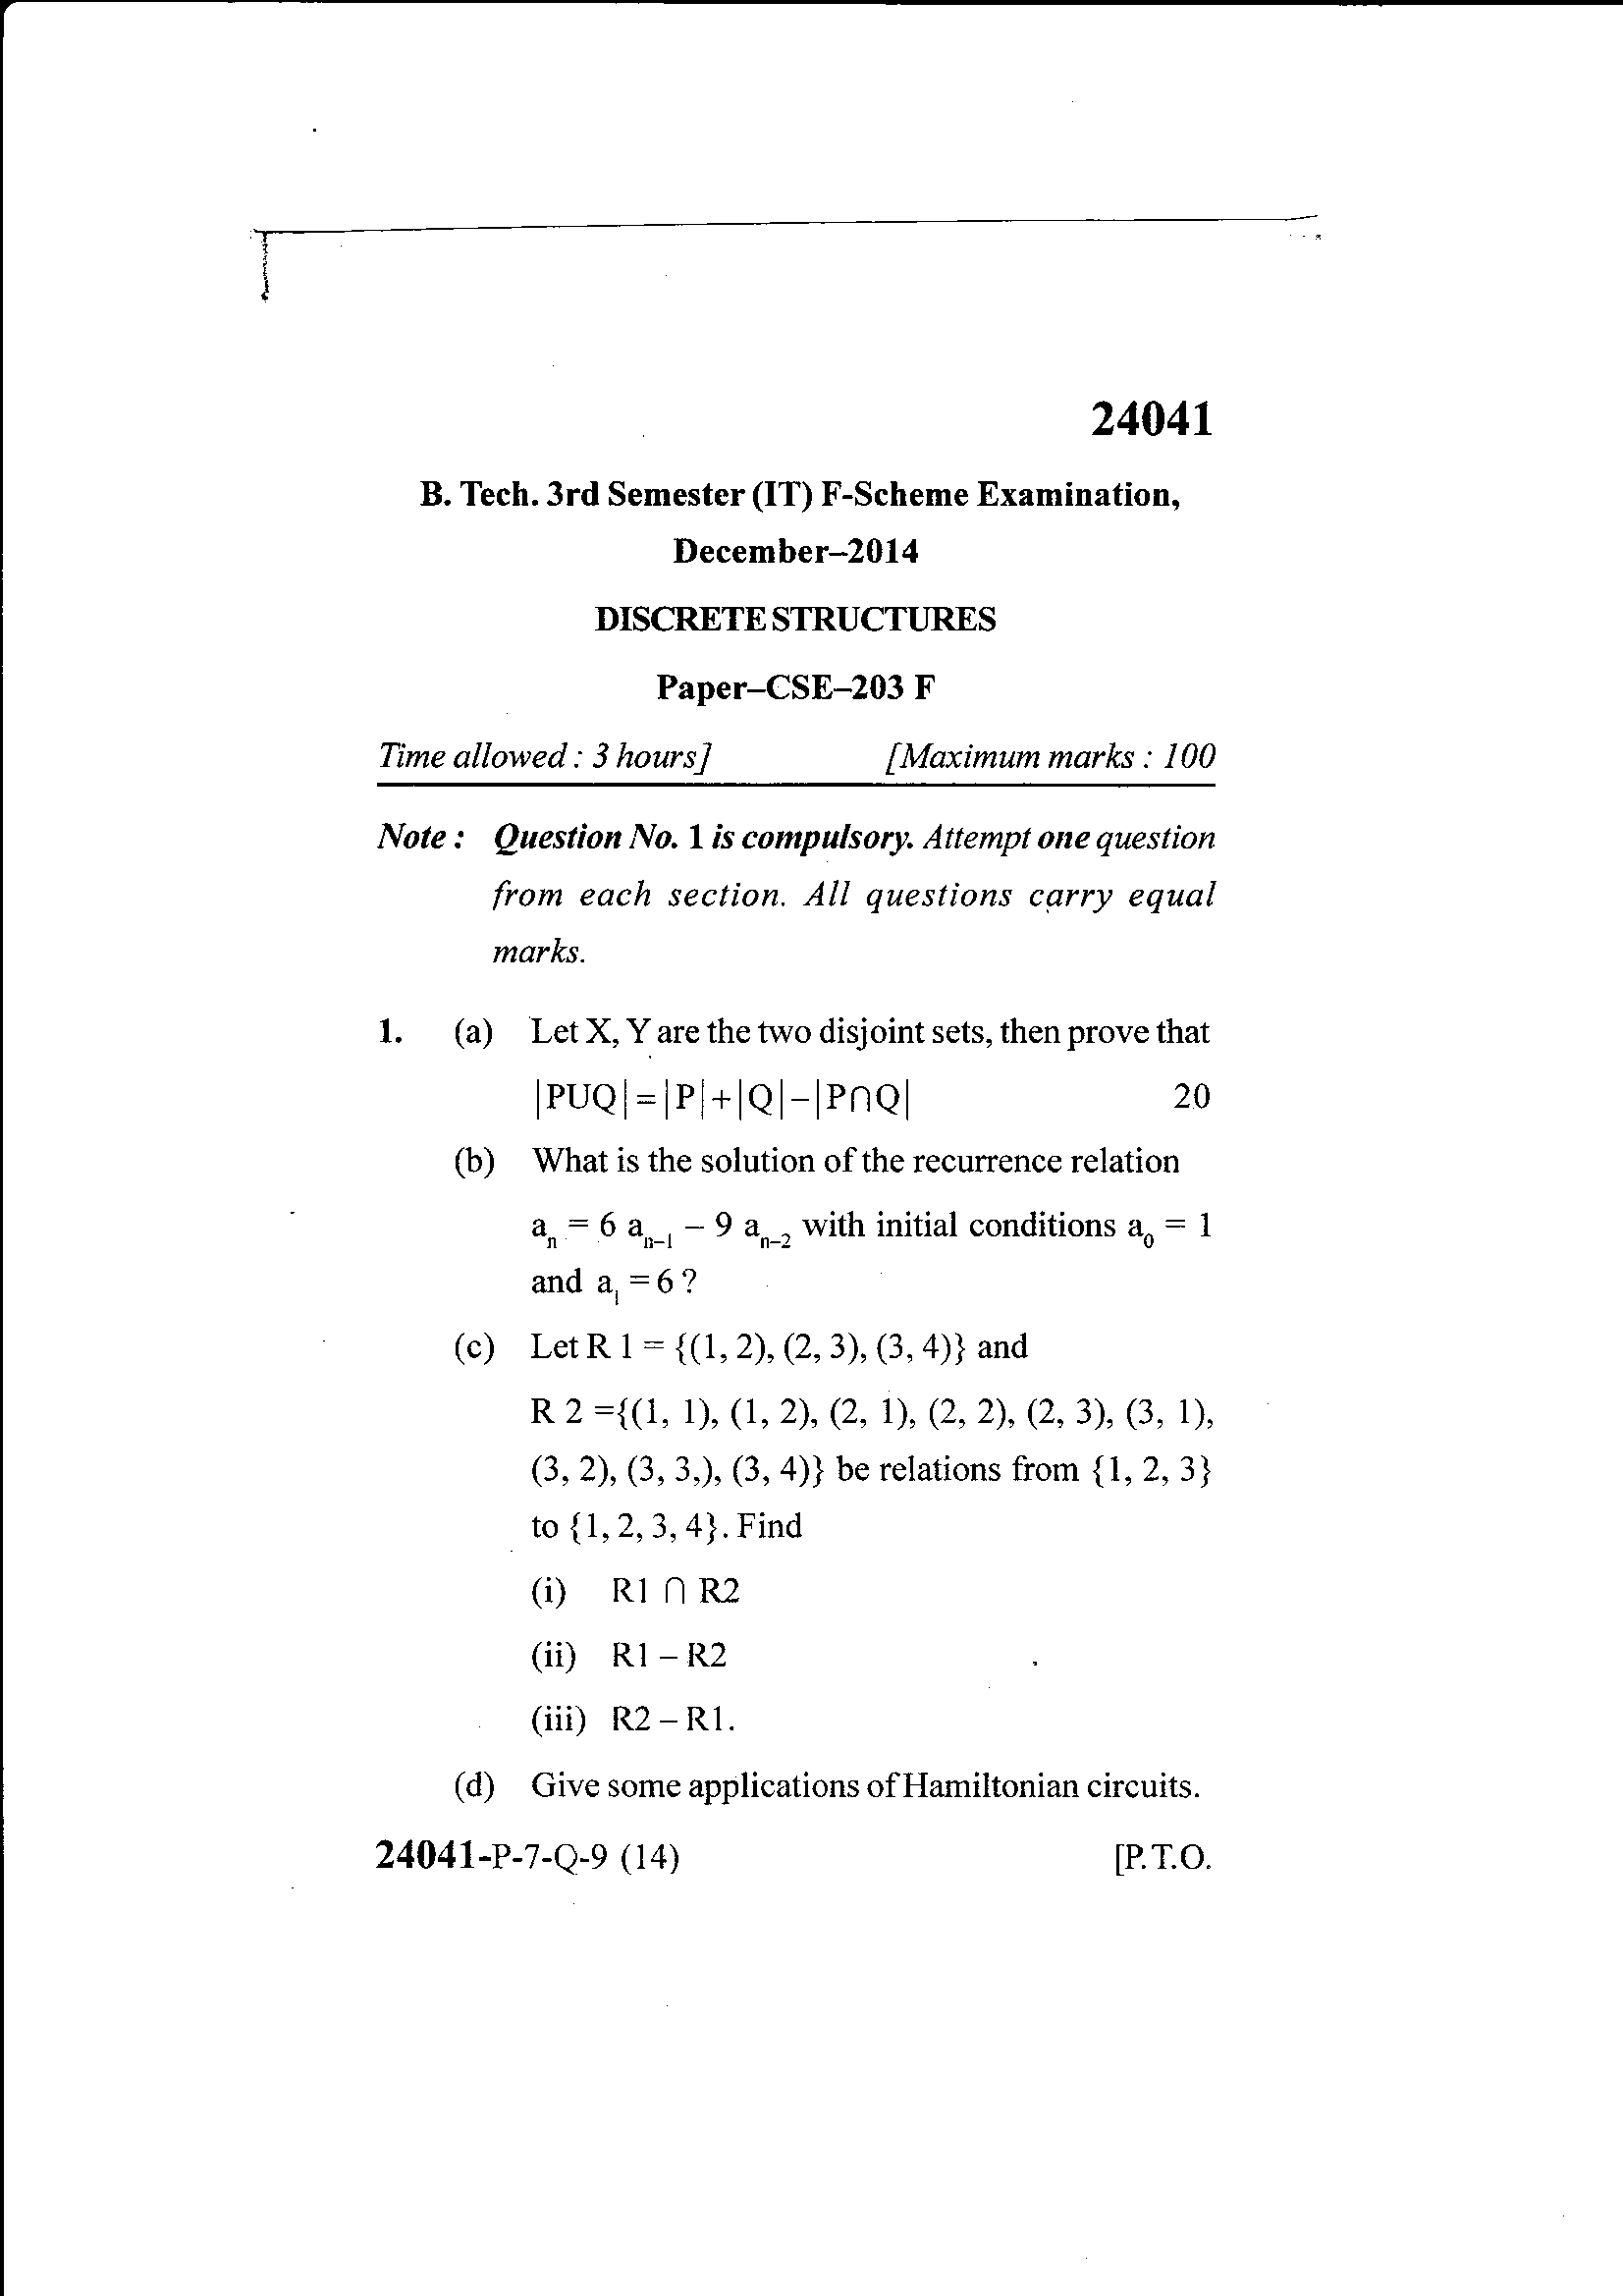 24041
B. Tech. 3rd Semester (IT) F-Scheme Examination,
December–2014
DISCRETE STRUCTURES
Paper–CSE–203 F
Time allowed : 3 hours] [Maximum marks : 100
Note : Question No. 1 is compulsory. Attempt one question
from each section. All questions carry equal
marks.
1. (a) Let X, Y are the two disjoint sets, then prove that
|PUQ|=|P|+|Q|−|P∩Q| 20
(b) What is the solution of the recurrence relation
aₙ = 6 aₙ₋₁ – 9 aₙ₋₂ with initial conditions a₀ = 1
and a₁ = 6 ?
(c) Let R 1 = {(1, 2), (2, 3), (3, 4)} and
R 2 ={(1, 1), (1, 2), (2, 1), (2, 2), (2, 3), (3, 1),
(3, 2), (3, 3,), (3, 4)} be relations from {1, 2, 3}
to {1, 2, 3, 4}. Find
(i) R1 ∩ R2
(ii) R1 – R2
(iii) R2 – R1.
(d) Give some applications of Hamiltonian circuits.
24041-P-7-Q-9 (14) [P.T.O.